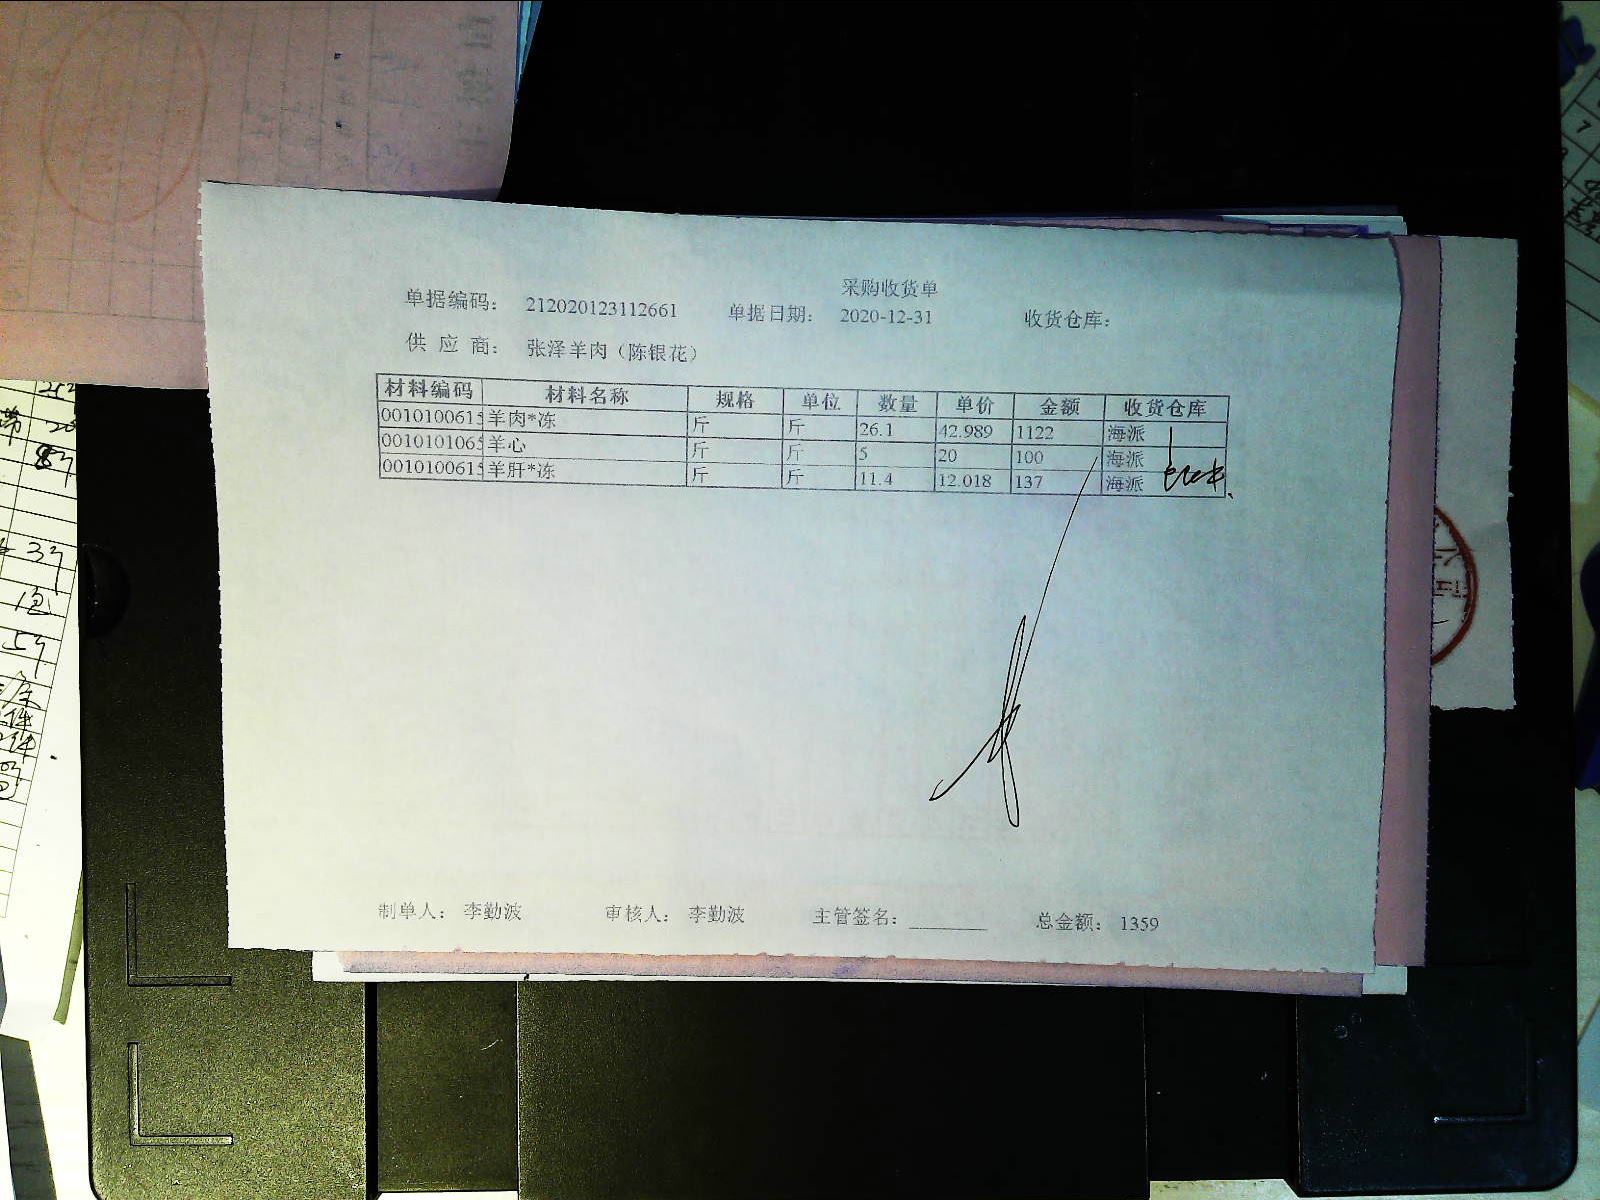 采购收货单
单据编码： 212020123112661 单据日期： 2020-12-31 收货仓库：
供 应 商： 张泽羊肉（陈银花）
材料编码 材料名称 规格 单位 数量 单价 金额 收货仓库
001010061 羊肉*冻 斤 斤 26.1 42.989 1122 海派
001010106 羊心 斤 斤 5 20 100 海派
001010061 羊肝*冻 斤 斤 11.4 12.018 137 海派
制单人： 李勤波 审核人： 李勤波 主管签名： 总金额： 1359